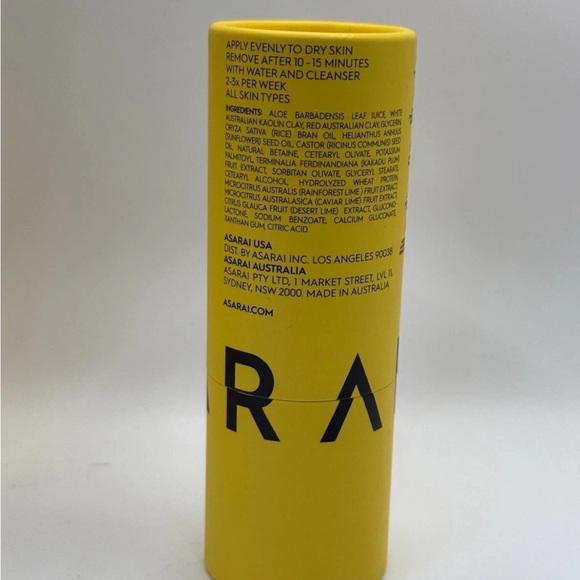 APPLY EVENLY TO DRY SKIN
REMOVE AFTER 10 - 15 MINUTES
WITH WATER AND CLEANSER
2-3x PER WEEK
ALL SKIN TYPES
INGREDIENTS: ALOE BARBADENSIS LEAF JUICE, WHITE
AUSTRALIAN KAOLIN CLAY, RED AUSTRALIAN CLAY, GLYCERIN,
ORYZA SATIVA (RICE) BRAN OIL, HELIANTHUS ANNUUS
(SUNFLOWER) SEED OIL, CASTOR (RICINUS COMMUNIS) SEED
OIL, NATURAL BETAINE, CETEARYL OLIVATE, POTASSIUM
PALMITOYL, TERMINALIA FERDINANDIANA (KAKADU PLUM)
FRUIT EXTRACT, SORBITAN OLIVATE, GLYCERYL STEARATE,
CETEARYL ALCOHOL, HYDROLYZED WHEAT PROTEIN,
MICROCITRUS AUSTRALIS (RAINFOREST LIME) FRUIT EXTRACT,
MICROCITRUS AUSTRALASICA (CAVIAR LIME) FRUIT EXTRACT,
CITRUS GLAUCA FRUIT (DESERT LIME) EXTRACT, GLUCONO-
LACTONE, SODIUM BENZOATE, CALCIUM GLUCONATE,
XANTHAN GUM, CITRIC ACID.
ASARAI USA
DIST. BY ASARAI INC. LOS ANGELES 90038
ASARAI AUSTRALIA
ASARAI PTY LTD, 1 MARKET STREET, LVL 11,
SYDNEY, NSW 2000. MADE IN AUSTRALIA
ASARAI.COM
ARA